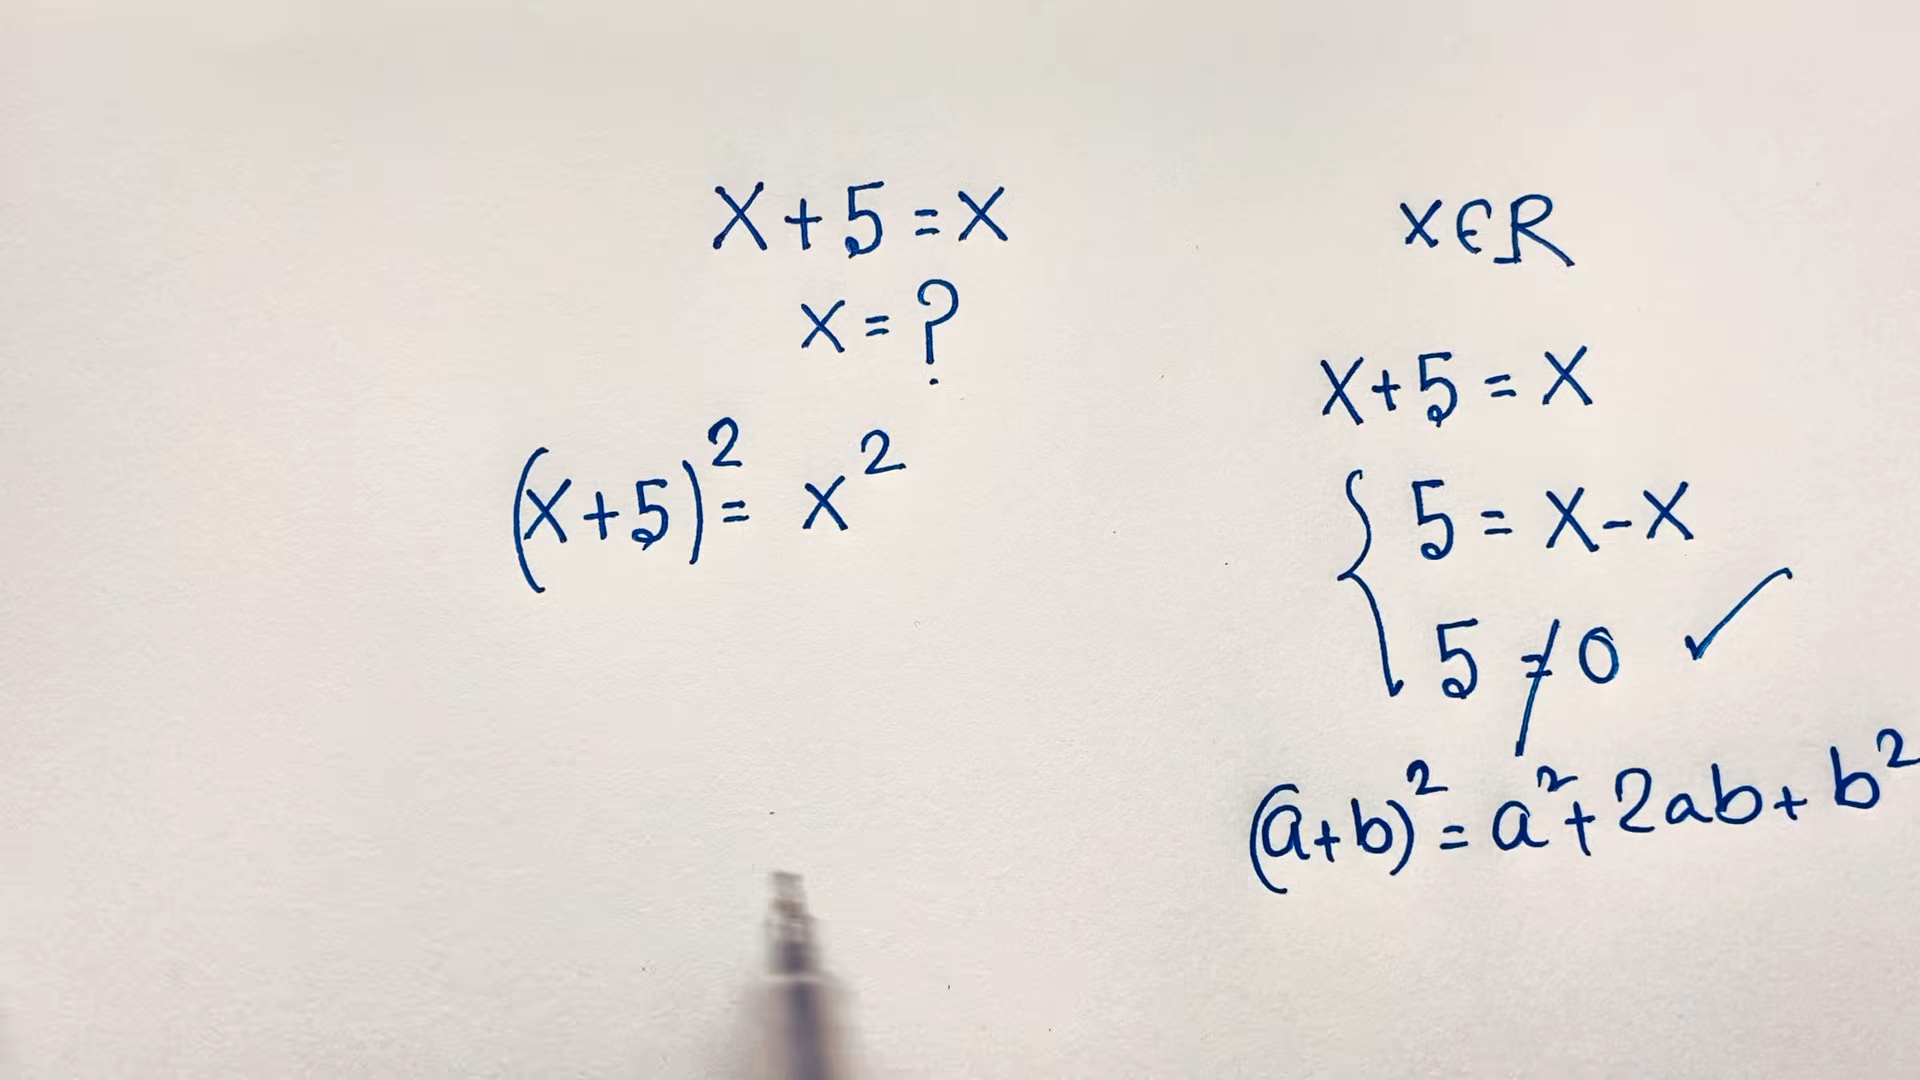 x+5=x
x=?
(x+5)²= x²
x∈R
x+5=x
5=x-x
5≠0 ✓
(a+b)²=a²+2ab+b²